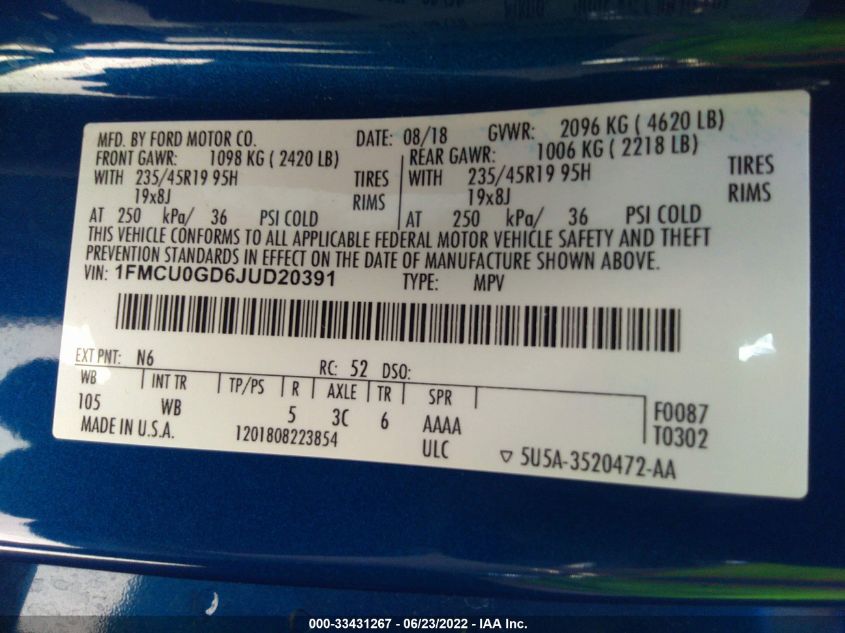 MFD. BY FORD MOTOR CO. DATE: 08/18 GVWR: 2096 KG ( 4620 LB)
FRONT GAWR: 1098 KG ( 2420 LB) REAR GAWR: 1006 KG ( 2218 LB)
WITH 235/45R19 95H TIRES WITH 235/45R19 95H TIRES
19x8J RIMS 19x8J RIMS
AT 250 kPa/ 36 PSI COLD AT 250 kPa/ 36 PSI COLD
THIS VEHICLE CONFORMS TO ALL APPLICABLE FEDERAL MOTOR VEHICLE SAFETY AND THEFT
PREVENTION STANDARDS IN EFFECT ON THE DATE OF MANUFACTURE SHOWN ABOVE.
VIN: 1FMCU0GD6JUD20391 TYPE: MPV
EXT PNT: N6 RC: 52 DSO:
WB INT TR TP/PS R AXLE TR SPR
105 WB 5 3C 6 AAAA F0087
MADE IN U.S.A. 1201808223854 ULC T0302
5U5A-3520472-AA
000-33431267 - 06/23/2022 - IAA Inc.